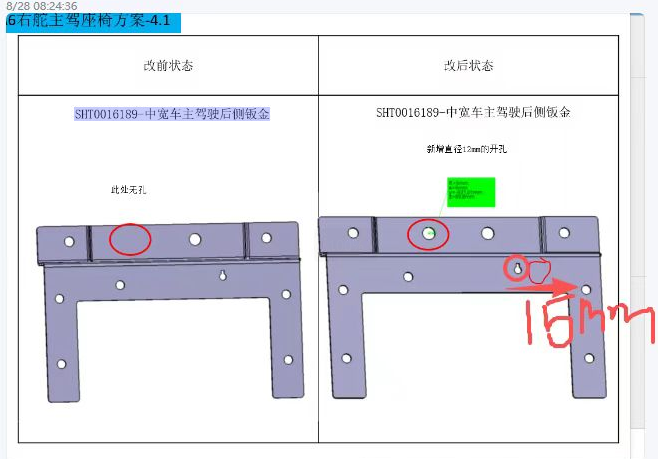 8/28 08:24:36
6右舵主驾座椅方案-4.1
改前状态
改后状态
SHT0016189-中宽车主驾驶后侧钣金
SHT0016189-中宽车主驾驶后侧钣金
新增直径12mm的开孔
此处无孔
15mm